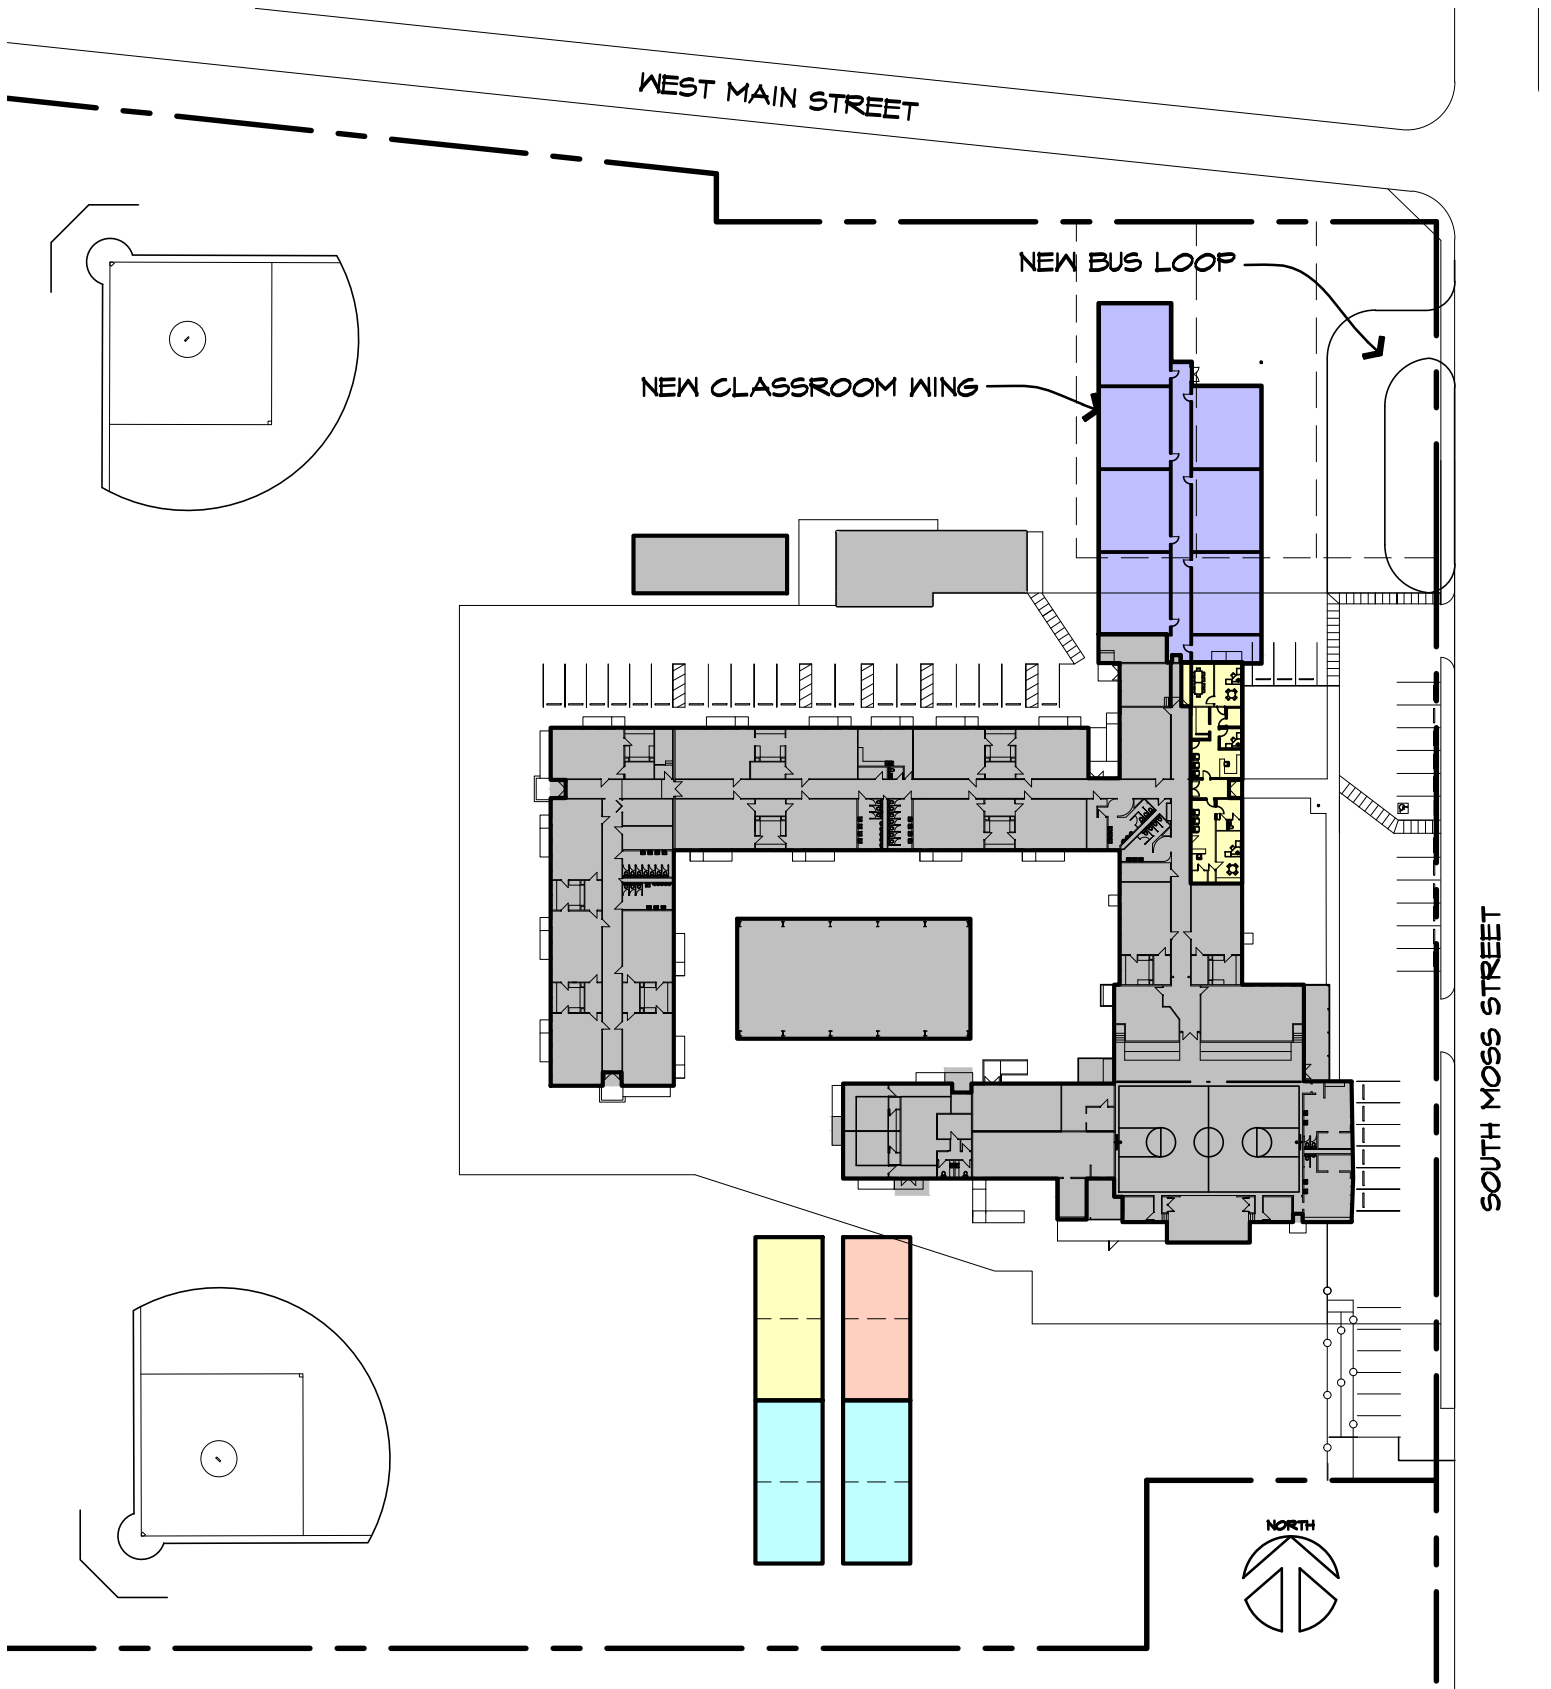 WEST MAIN STREET
NEW BUS LOOP
NEW CLASSROOM WING
SOUTH MOSS STREET
NORTH